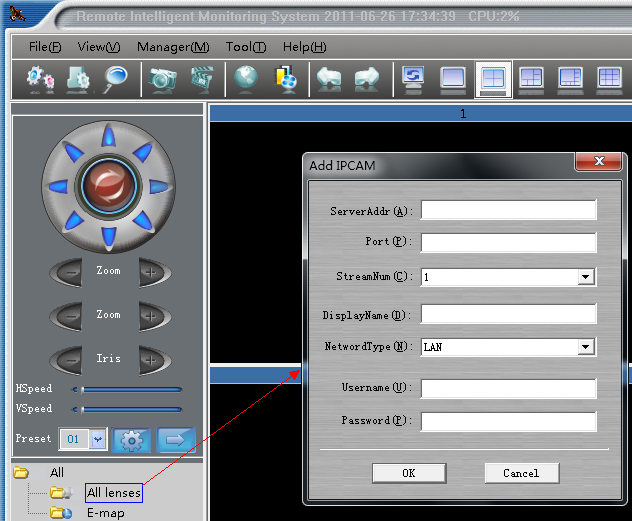 Remote Intelligent Monitoring System 2011-06-26 17:34:39 CPU:2%
File(F) View(V) Manager(M) Tool(T) Help(H)
1
Add IPCAM
ServerAddr(A):
Port(P):
StreamNum(C): 1
DisplayName(D):
NetwordType(N): LAN
Username(U):
Password(P):
OK Cancel
Zoom
Zoom
Iris
HSpeed
VSpeed
Preset 01
All
All lenses
E-map